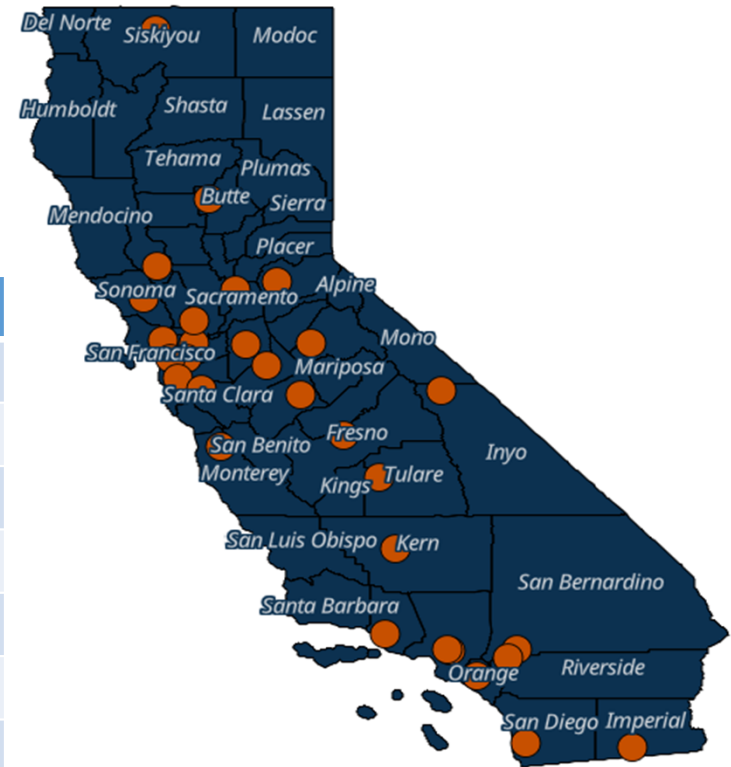 Del Norte
Siskiyou
Modoc
Humboldt
Shasta
Lassen
Tehama
Plumas
Butte
Sierra
Mendocino
Placer
Sonoma
Sacramento
Alpine
Mono
San Francisco
Mariposa
Santa Clara
Fresno
San Benito
Inyo
Monterey
Kings
Tulare
San Luis Obispo
Kern
San Bernardino
Santa Barbara
Orange
Riverside
San Diego
Imperial